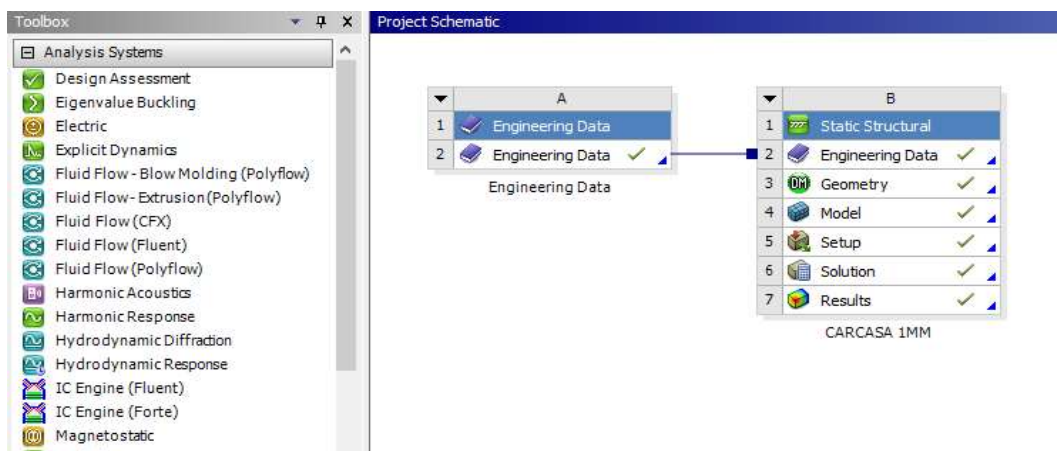 Toolbox
Analysis Systems
Design Assessment
Eigenvalue Buckling
Electric
Explicit Dynamics
Fluid Flow - Blow Molding (Polyflow)
Fluid Flow - Extrusion (Polyflow)
Fluid Flow (CFX)
Fluid Flow (Fluent)
Fluid Flow (Polyflow)
Harmonic Acoustics
Harmonic Response
Hydrodynamic Diffraction
Hydrodynamic Response
IC Engine (Fluent)
IC Engine (Forte)
Magnetostatic
Project Schematic
A
1 Engineering Data
2 Engineering Data
Engineering Data
B
1 Static Structural
2 Engineering Data
3 DM Geometry
4 Model
5 Setup
6 Solution
7 Results
CARCASA 1MM